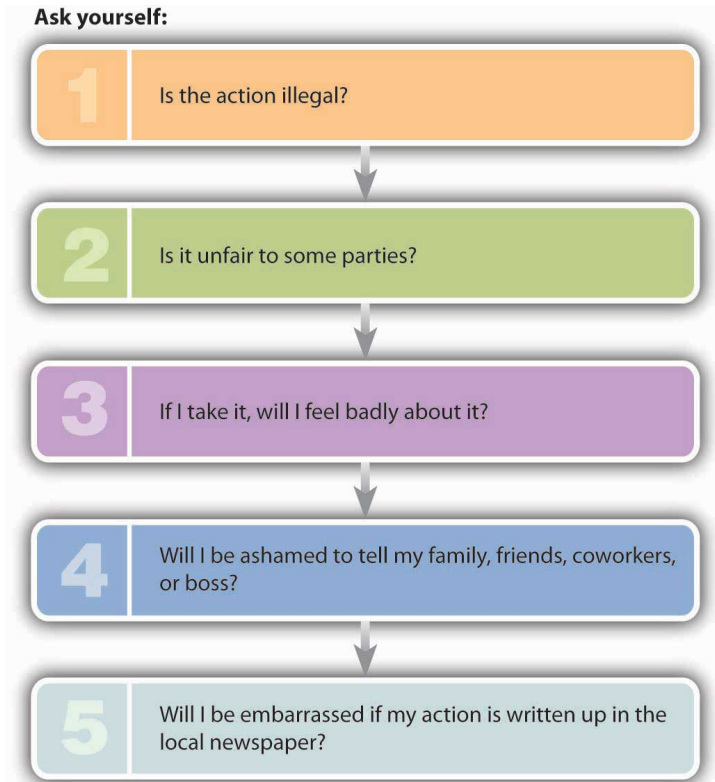 Ask yourself:
1
Is the action illegal?
2
Is it unfair to some parties?
3
If I take it, will I feel badly about it?
4
Will I be ashamed to tell my family, friends, coworkers,
or boss?
5
Will I be embarrassed if my action is written up in the
local newspaper?